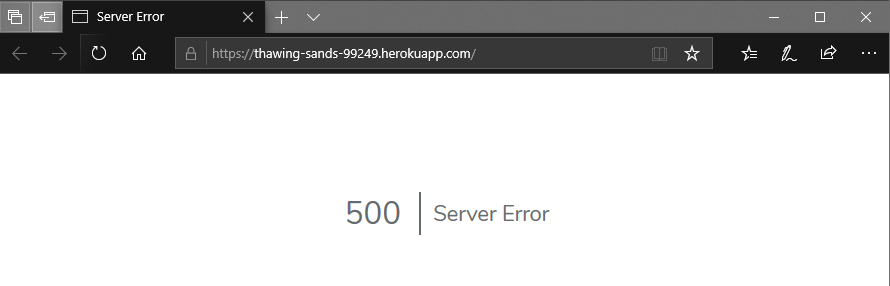 Server Error
https://thawing-sands-99249.herokuapp.com/
500 Server Error